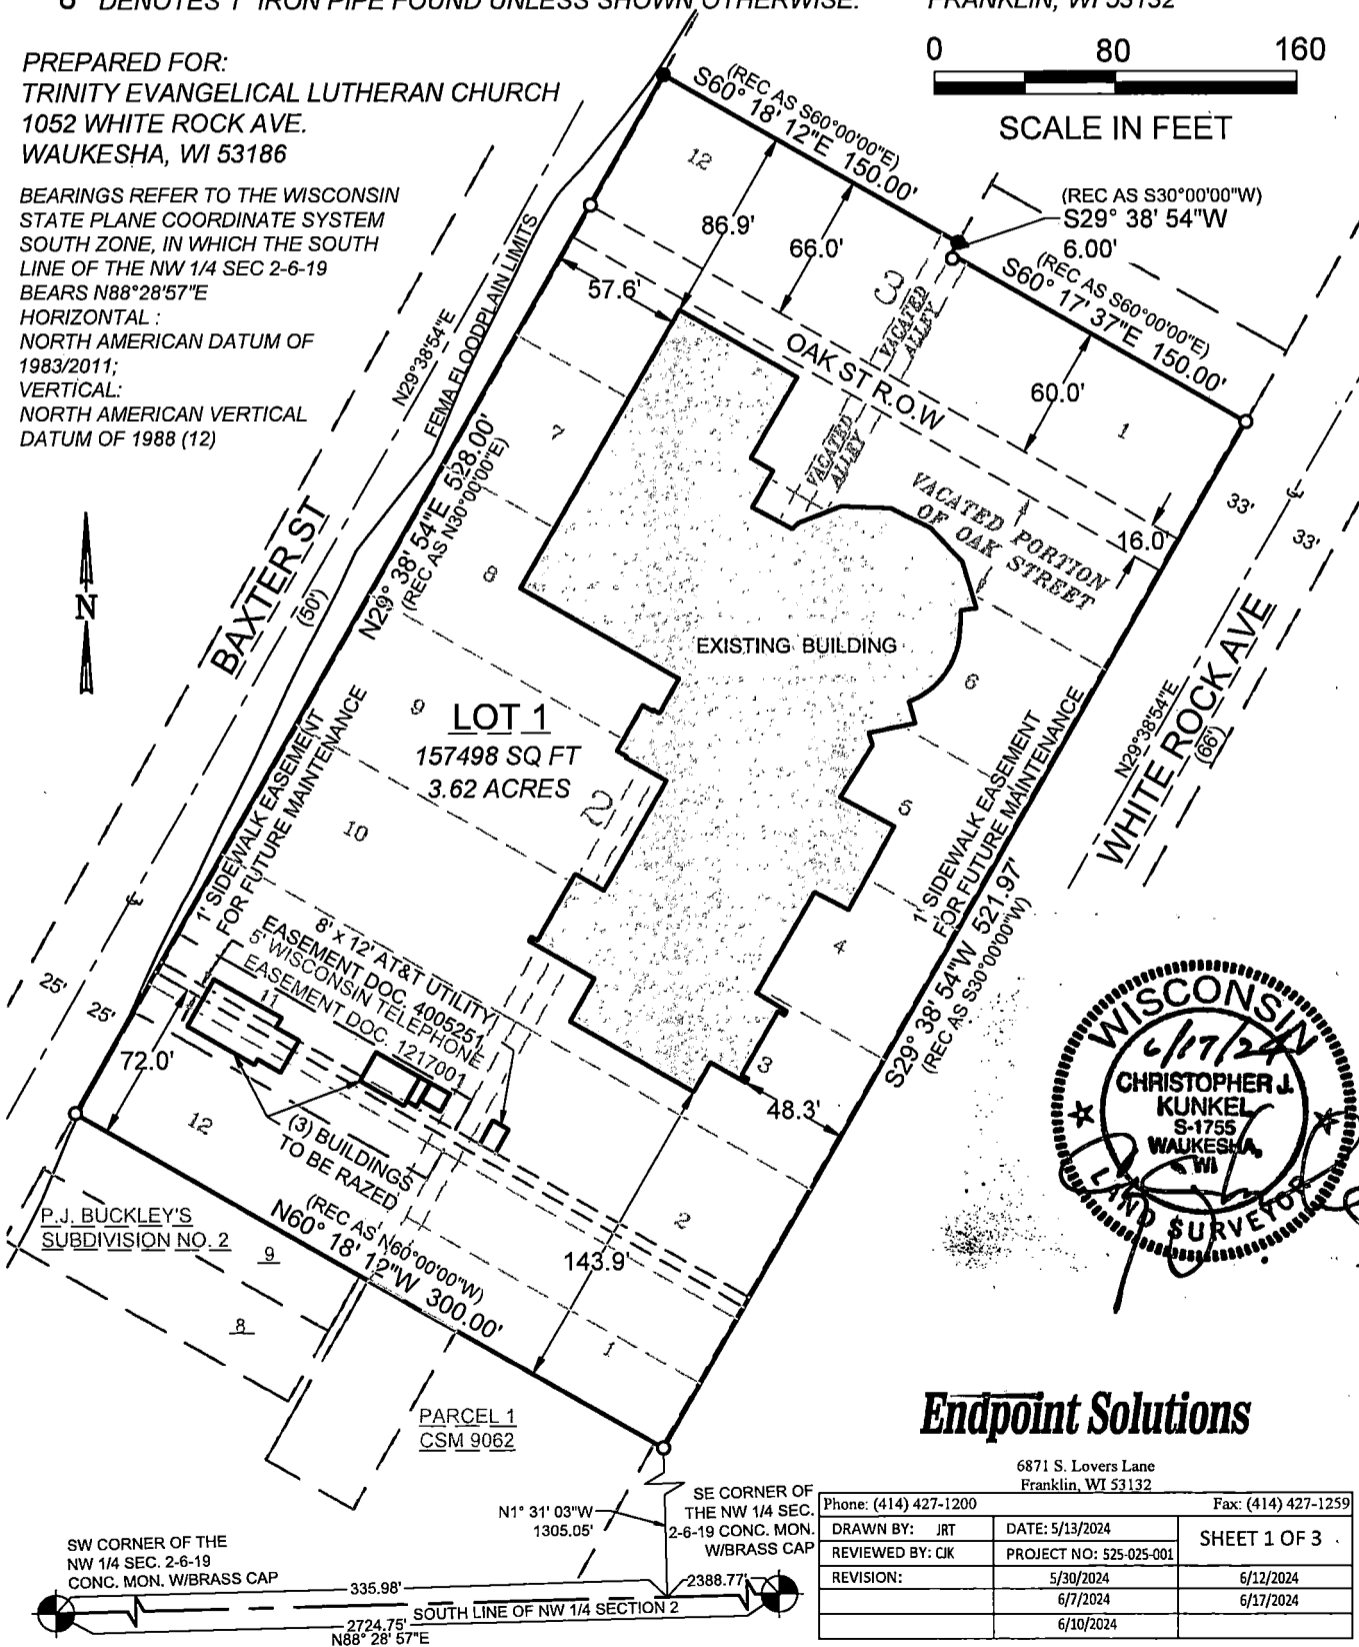 DENOTES 1" IRON PIPE FOUND UNLESS SHOWN OTHERWISE.
FRANKLIN, WI 53132
PREPARED FOR:
TRINITY EVANGELICAL LUTHERAN CHURCH
1052 WHITE ROCK AVE.
WAUKESHA, WI 53186
BEARINGS REFER TO THE WISCONSIN
STATE PLANE COORDINATE SYSTEM
SOUTH ZONE, IN WHICH THE SOUTH
LINE OF THE NW 1/4 SEC 2-6-19
BEARS N88°28'57"E
HORIZONTAL :
NORTH AMERICAN DATUM OF
1983/2011;
VERTICAL:
NORTH AMERICAN VERTICAL
DATUM OF 1988 (12)
0 80 160
SCALE IN FEET
(REC AS S60°00'00"E)
S60° 18' 12"E 150.00'
(REC AS S30°00'00"W)
S29° 38' 54"W
6.00'
(REC AS S60°00'00"E)
S60° 17' 37"E 150.00'
12
86.9'
66.0'
57.6'
3
VACATED
ALLEY
OAK ST R.O.W
60.0'
1
VACATED
ALLEY
VACATED PORTION
OF OAK STREET
16.0'
33'
33'
N29°38'54"E
FEMA FLOODPLAIN LIMITS
N29° 38' 54"E 528.00'
(REC AS N30°00'00"E)
7
8
BAXTER ST
(50')
N
EXISTING BUILDING
6
9
LOT 1
157498 SQ FT
3.62 ACRES
2
10
5
4
N29°38'54"E
WHITE ROCK AVE
(66')
1' SIDEWALK EASEMENT
FOR FUTURE MAINTENANCE
1' SIDEWALK EASEMENT
FOR FUTURE MAINTENANCE
S29° 38' 54"W 521.97'
(REC AS S30°00'00"W)
8' x 12' AT&T UTILITY
EASEMENT DOC. 4005251
5' WISCONSIN TELEPHONE
EASEMENT DOC. 1217001
25'
25'
11
72.0'
12
3
48.3'
(3) BUILDINGS
TO BE RAZED
(REC AS N60°00'00"W)
N60° 18' 12"W 300.00'
143.9'
2
1
P.J. BUCKLEY'S
SUBDIVISION NO. 2
9
8
PARCEL 1
CSM 9062
WISCONSIN
6/17/24
CHRISTOPHER J.
KUNKEL
S-1755
WAUKESHA,
WI
LAND SURVEYOR
Endpoint Solutions
6871 S. Lovers Lane
Franklin, WI 53132
Phone: (414) 427-1200 Fax: (414) 427-1259
DRAWN BY: JRT DATE: 5/13/2024 SHEET 1 OF 3
REVIEWED BY: CJK PROJECT NO: 525-025-001
REVISION: 5/30/2024 6/12/2024
6/7/2024 6/17/2024
6/10/2024
N1° 31' 03"W
1305.05'
SE CORNER OF
THE NW 1/4 SEC.
2-6-19 CONC. MON.
W/BRASS CAP
SW CORNER OF THE
NW 1/4 SEC. 2-6-19
CONC. MON. W/BRASS CAP
335.98'
2388.77'
SOUTH LINE OF NW 1/4 SECTION 2
2724.75'
N88° 28' 57"E